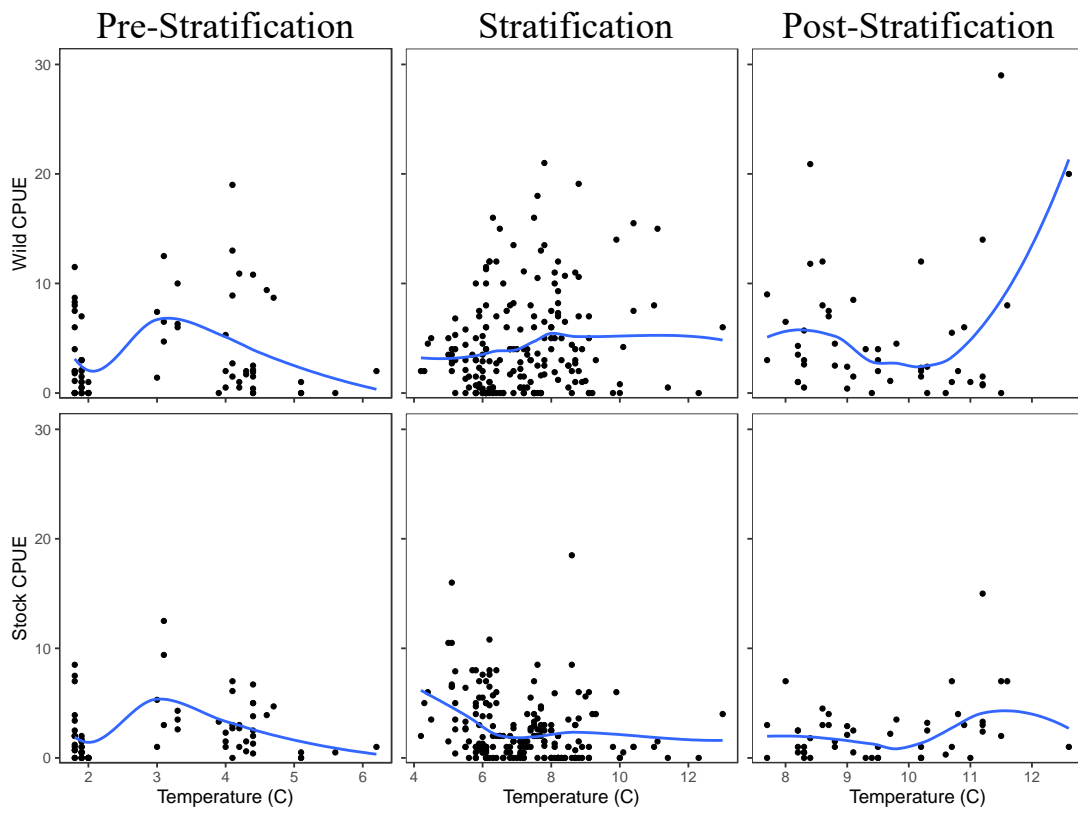 Pre-Stratification Stratification Post-Stratification
Wild CPUE
30
20
10
0
Stock CPUE
30
20
10
0
2 3 4 5 6
4 6 8 10 12
8 9 10 11 12
Temperature (C) Temperature (C) Temperature (C)